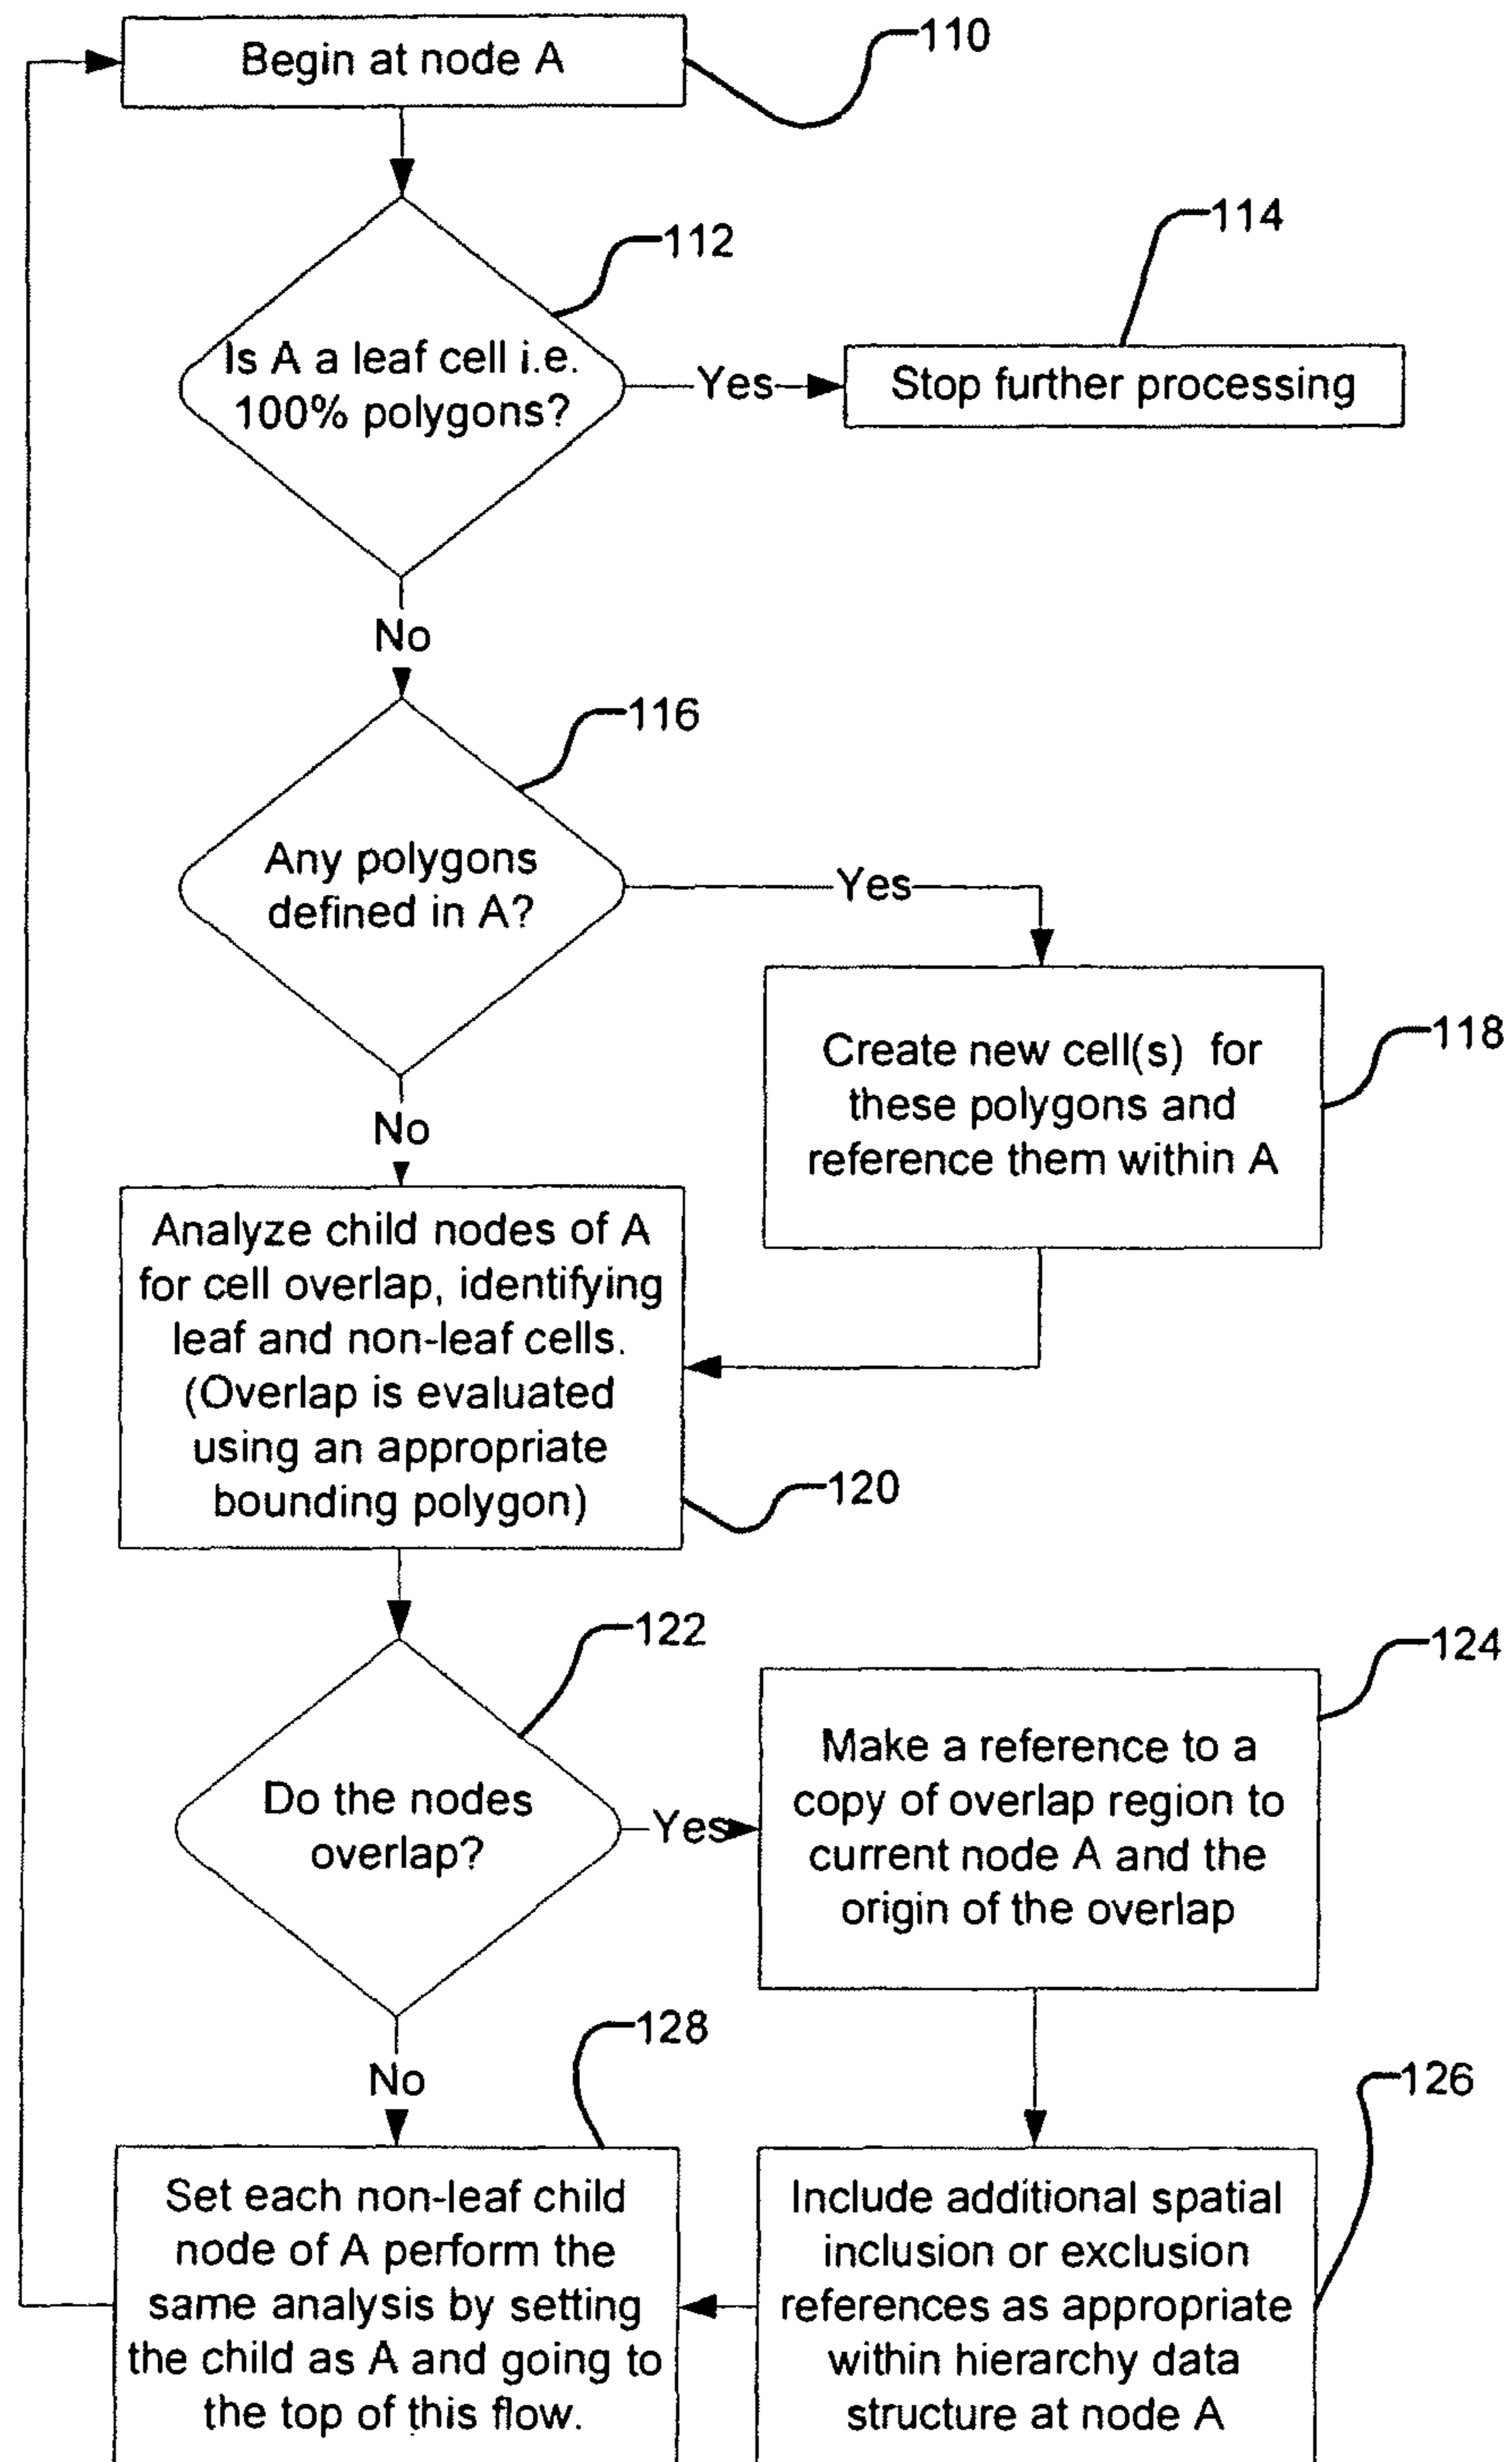 Begin at node A
110
112
Is A a leaf cell i.e.
100% polygons?
Yes
114
Stop further processing
No
116
Any polygons
defined in A?
Yes
118
Create new cell(s) for
these polygons and
reference them within A
No
Analyze child nodes of A
for cell overlap, identifying
leaf and non-leaf cells.
(Overlap is evaluated
using an appropriate
bounding polygon)
120
122
Do the nodes
overlap?
Yes
124
Make a reference to a
copy of overlap region to
current node A and the
origin of the overlap
No
128
Set each non-leaf child
node of A perform the
same analysis by setting
the child as A and going to
the top of this flow.
126
Include additional spatial
inclusion or exclusion
references as appropriate
within hierarchy data
structure at node A